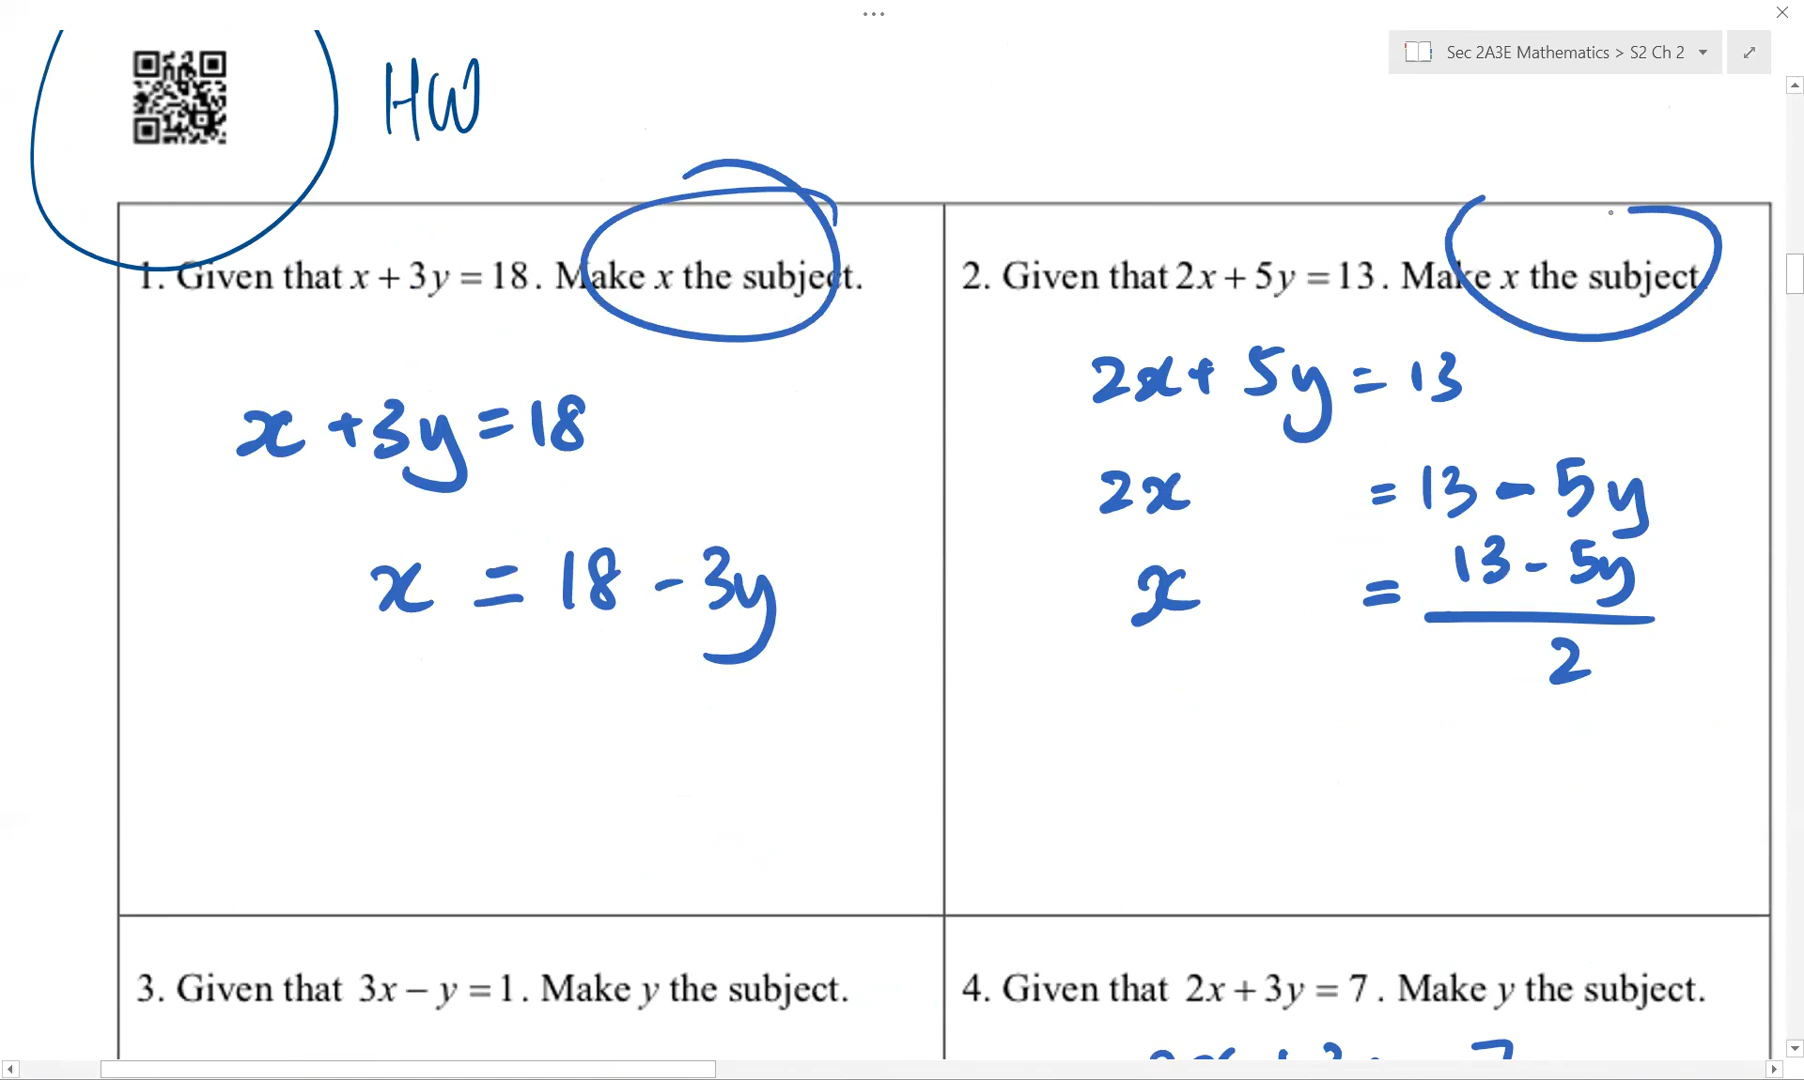 Sec 2A3E Mathematics > S2 Ch 2
HW
1. Given that x + 3y = 18. Make x the subject.
x + 3y = 18
x = 18 - 3y
2. Given that 2x + 5y = 13. Make x the subject.
2x + 5y = 13
2x = 13 - 5y
x = 13 - 5y
2
3. Given that 3x − y = 1. Make y the subject.
4. Given that 2x + 3y = 7. Make y the subject.